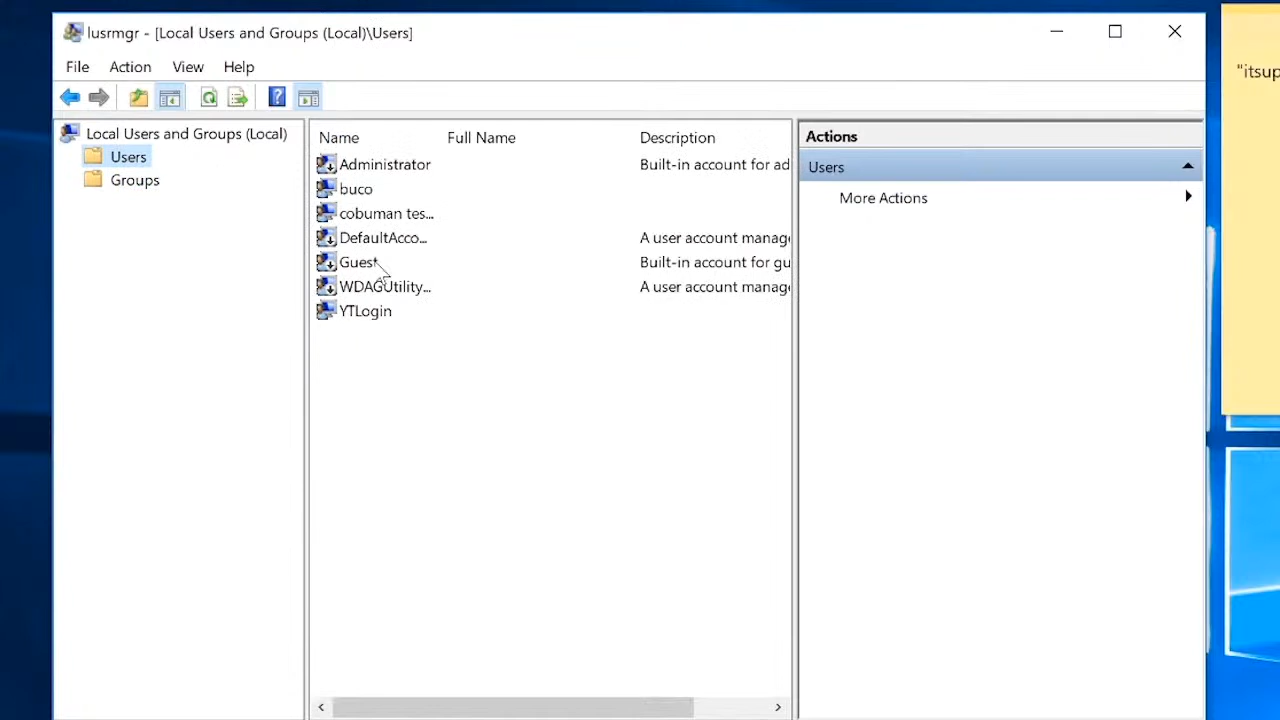 lusrmgr - [Local Users and Groups (Local)\Users]
File Action View Help
Local Users and Groups (Local)
Users
Groups
Name Full Name Description
Administrator Built-in account for ad
buco
cobuman tes...
DefaultAcco... A user account manage
Guest Built-in account for gu
WDAGUtility... A user account manage
YTLogin
Actions
Users
More Actions
"itsup